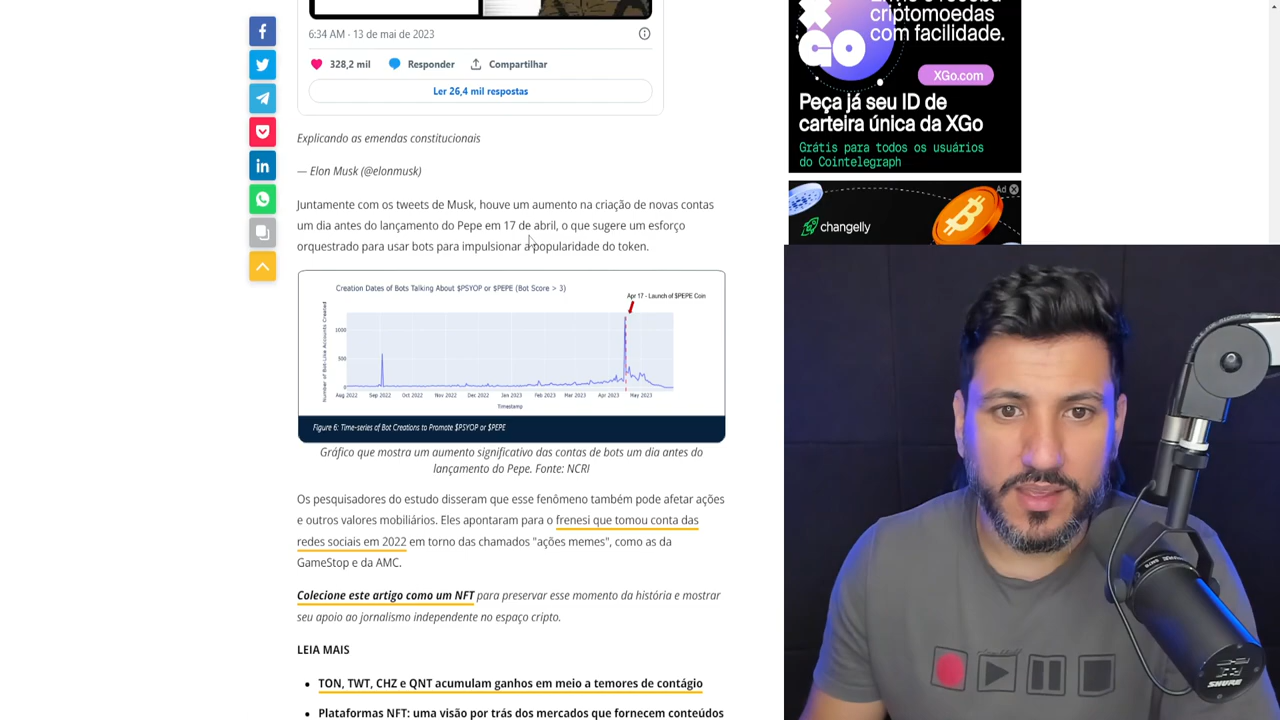 6:34 AM · 13 de mai de 2023
328,2 mil
Responder
Compartilhar
Ler 26,4 mil respostas
Explicando as emendas constitucionais
— Elon Musk (@elonmusk)
Juntamente com os tweets de Musk, houve um aumento na criação de novas contas
um dia antes do lançamento do Pepe em 17 de abril, o que sugere um esforço
orquestrado para usar bots para impulsionar a popularidade do token.
Creation Dates of Bots Talking About $PSYOP or $PEPE (Bot Score > 3)
Apr 17 - Launch of $PEPE Coin
Number of Bot-Like Accounts Created
1000
500
0
Aug 2022 Sep 2022 Oct 2022 Nov 2022 Dec 2022 Jan 2023 Feb 2023 Mar 2023 Apr 2023 May 2023
Timestamp
Figure 6: Time-series of Bot Creations to Promote $PSYOP or $PEPE
Gráfico que mostra um aumento significativo das contas de bots um dia antes do
lançamento do Pepe. Fonte: NCRI
Os pesquisadores do estudo disseram que esse fenômeno também pode afetar ações
e outros valores mobiliários. Eles apontaram para o frenesi que tomou conta das
redes sociais em 2022 em torno das chamados "ações memes", como as da
GameStop e da AMC.
Colecione este artigo como um NFT para preservar esse momento da história e mostrar
seu apoio ao jornalismo independente no espaço cripto.
LEIA MAIS
TON, TWT, CHZ e QNT acumulam ganhos em meio a temores de contágio
Plataformas NFT: uma visão por trás dos mercados que fornecem conteúdos
X
GO
criptomoedas
com facilidade.
XGo.com
Peça já seu ID de
carteira única da XGo
Grátis para todos os usuários
do Cointelegraph
Ad
changelly
SHURE